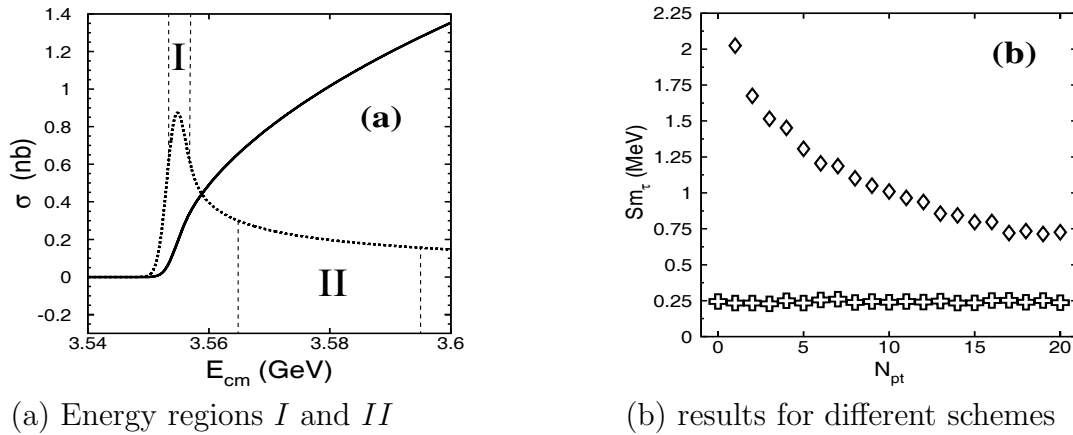 1.4
1.2
1
0.8
0.6
0.4
0.2
0
-0.2
σ (nb)
I
(a)
II
3.54 3.56 3.58 3.6
E_cm (GeV)
2.25
2
1.75
1.5
1.25
1
0.75
0.5
0.25
0
Sm_τ (MeV)
(b)
0 5 10 15 20
N_pt
(a) Energy regions I and II
(b) results for different schemes